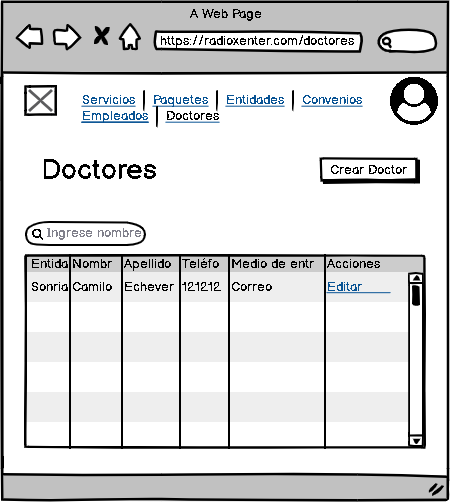 A Web Page
https://radioxenter.com/doctores
Servicios | Paquetes | Entidades | Convenios
Empleados | Doctores
Doctores
Crear Doctor
Ingrese nombre
Entida Nombr Apellido Teléfo Medio de entr Acciones
Sonria Camilo Echever 121212 Correo Editar